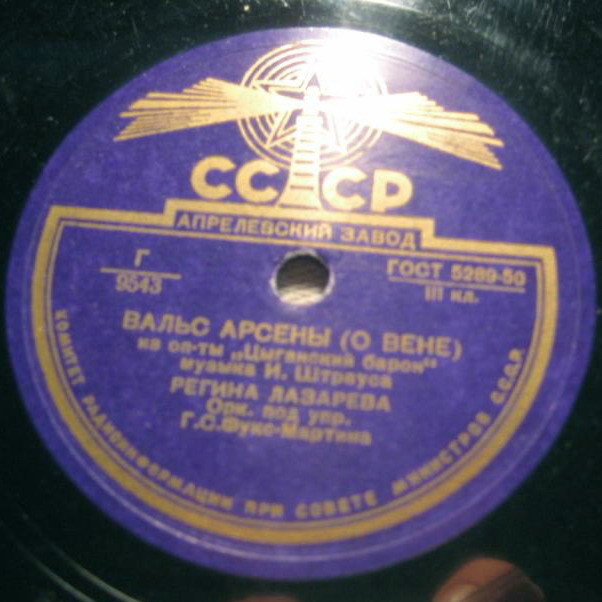 СССР
АПРЕЛЕВСКИЙ ЗАВОД
Г
9543
ГОСТ 5289-50
III кл.
ВАЛЬС АРСЕНЫ (О ВЕНЕ)
из оп-ты „Цыганский барон“
музыка И. Штрауса
РЕГИНА ЛАЗАРЕВА
Орк. под упр.
Г.С.Фукс-Мартина
КОМИТЕТ РАДИОИНФОРМАЦИИ ПРИ СОВЕТЕ МИНИСТРОВ С.С.С.Р.